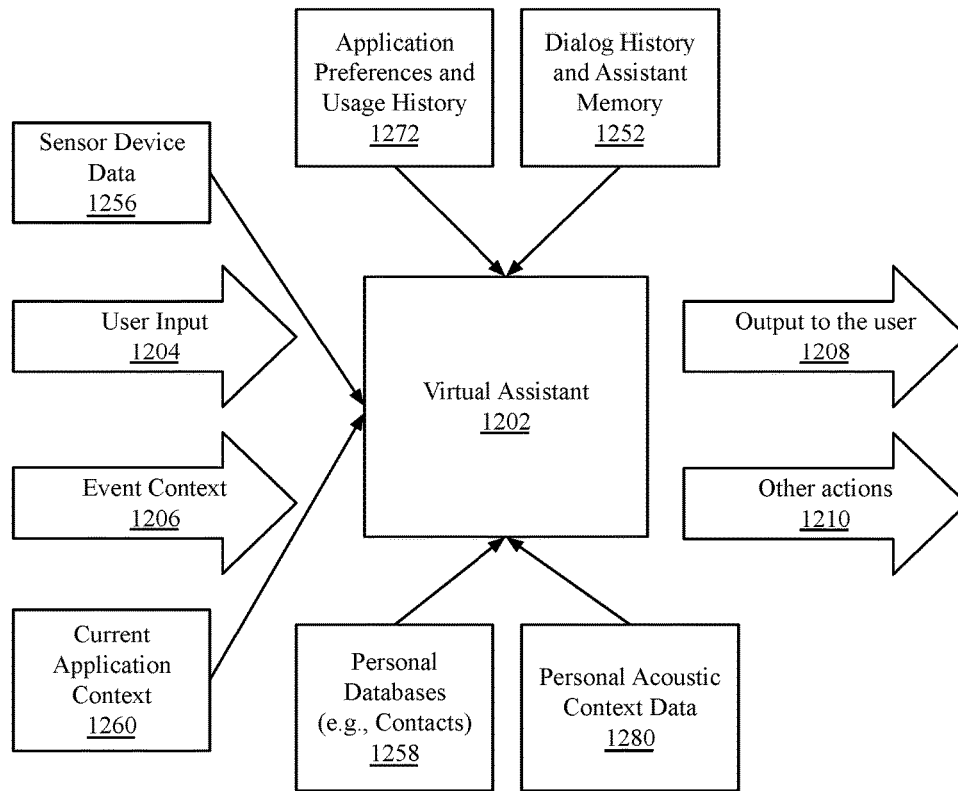 Application
Preferences and
Usage History
1272
Dialog History
and Assistant
Memory
1252
Sensor Device
Data
1256
User Input
1204
Virtual Assistant
1202
Output to the user
1208
Event Context
1206
Other actions
1210
Current
Application
Context
1260
Personal
Databases
(e.g., Contacts)
1258
Personal Acoustic
Context Data
1280